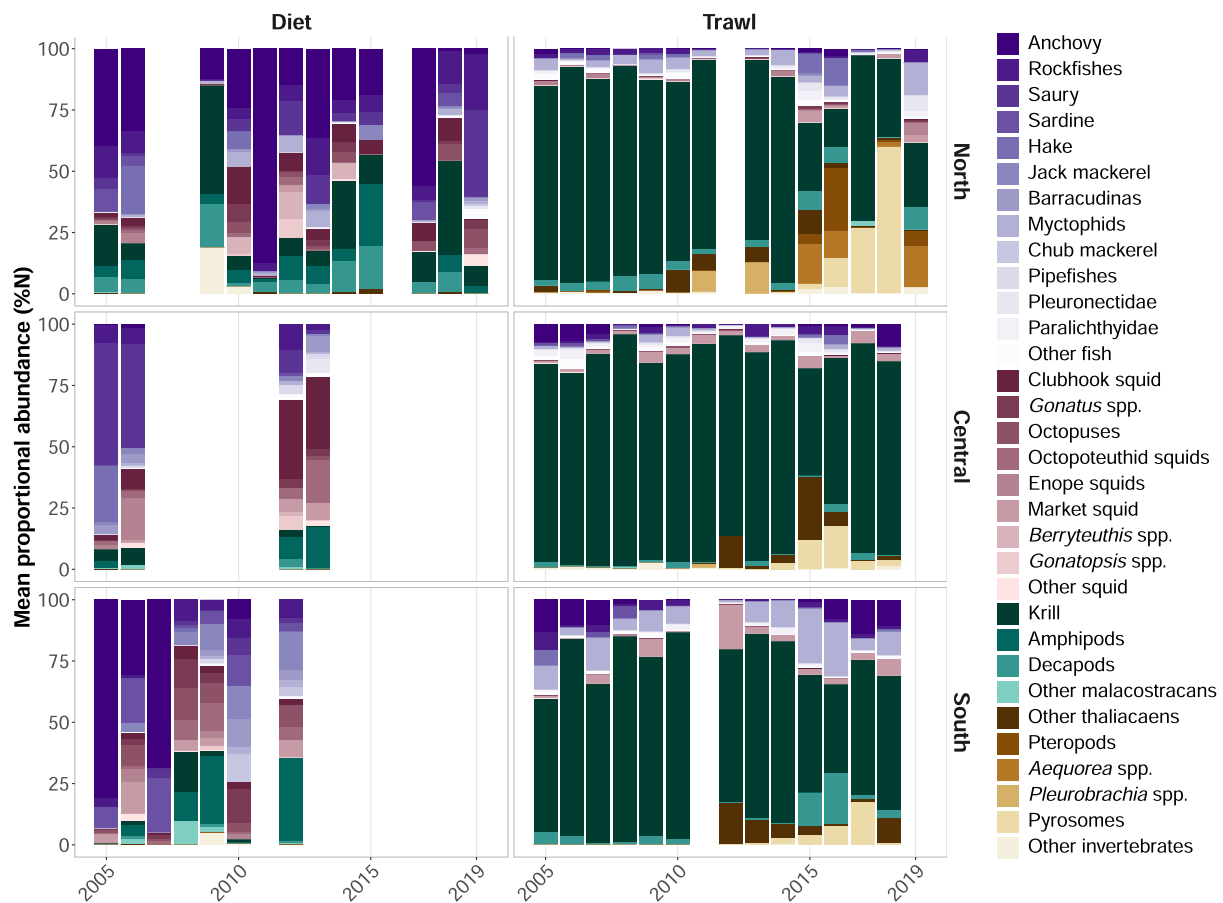 Diet
Trawl
Mean proportional abundance (%N)
100
75
50
25
0
North
100
75
50
25
0
Central
100
75
50
25
0
South
2005
2010
2015
2019
2005
2010
2015
2019
Anchovy
Rockfishes
Saury
Sardine
Hake
Jack mackerel
Barracudinas
Myctophids
Chub mackerel
Pipefishes
Pleuronectidae
Paralichthyidae
Other fish
Clubhook squid
Gonatus spp.
Octopuses
Octopoteuthid squids
Enope squids
Market squid
Berryteuthis spp.
Gonatopsis spp.
Other squid
Krill
Amphipods
Decapods
Other malacostracans
Other thaliacaens
Pteropods
Aequorea spp.
Pleurobrachia spp.
Pyrosomes
Other invertebrates